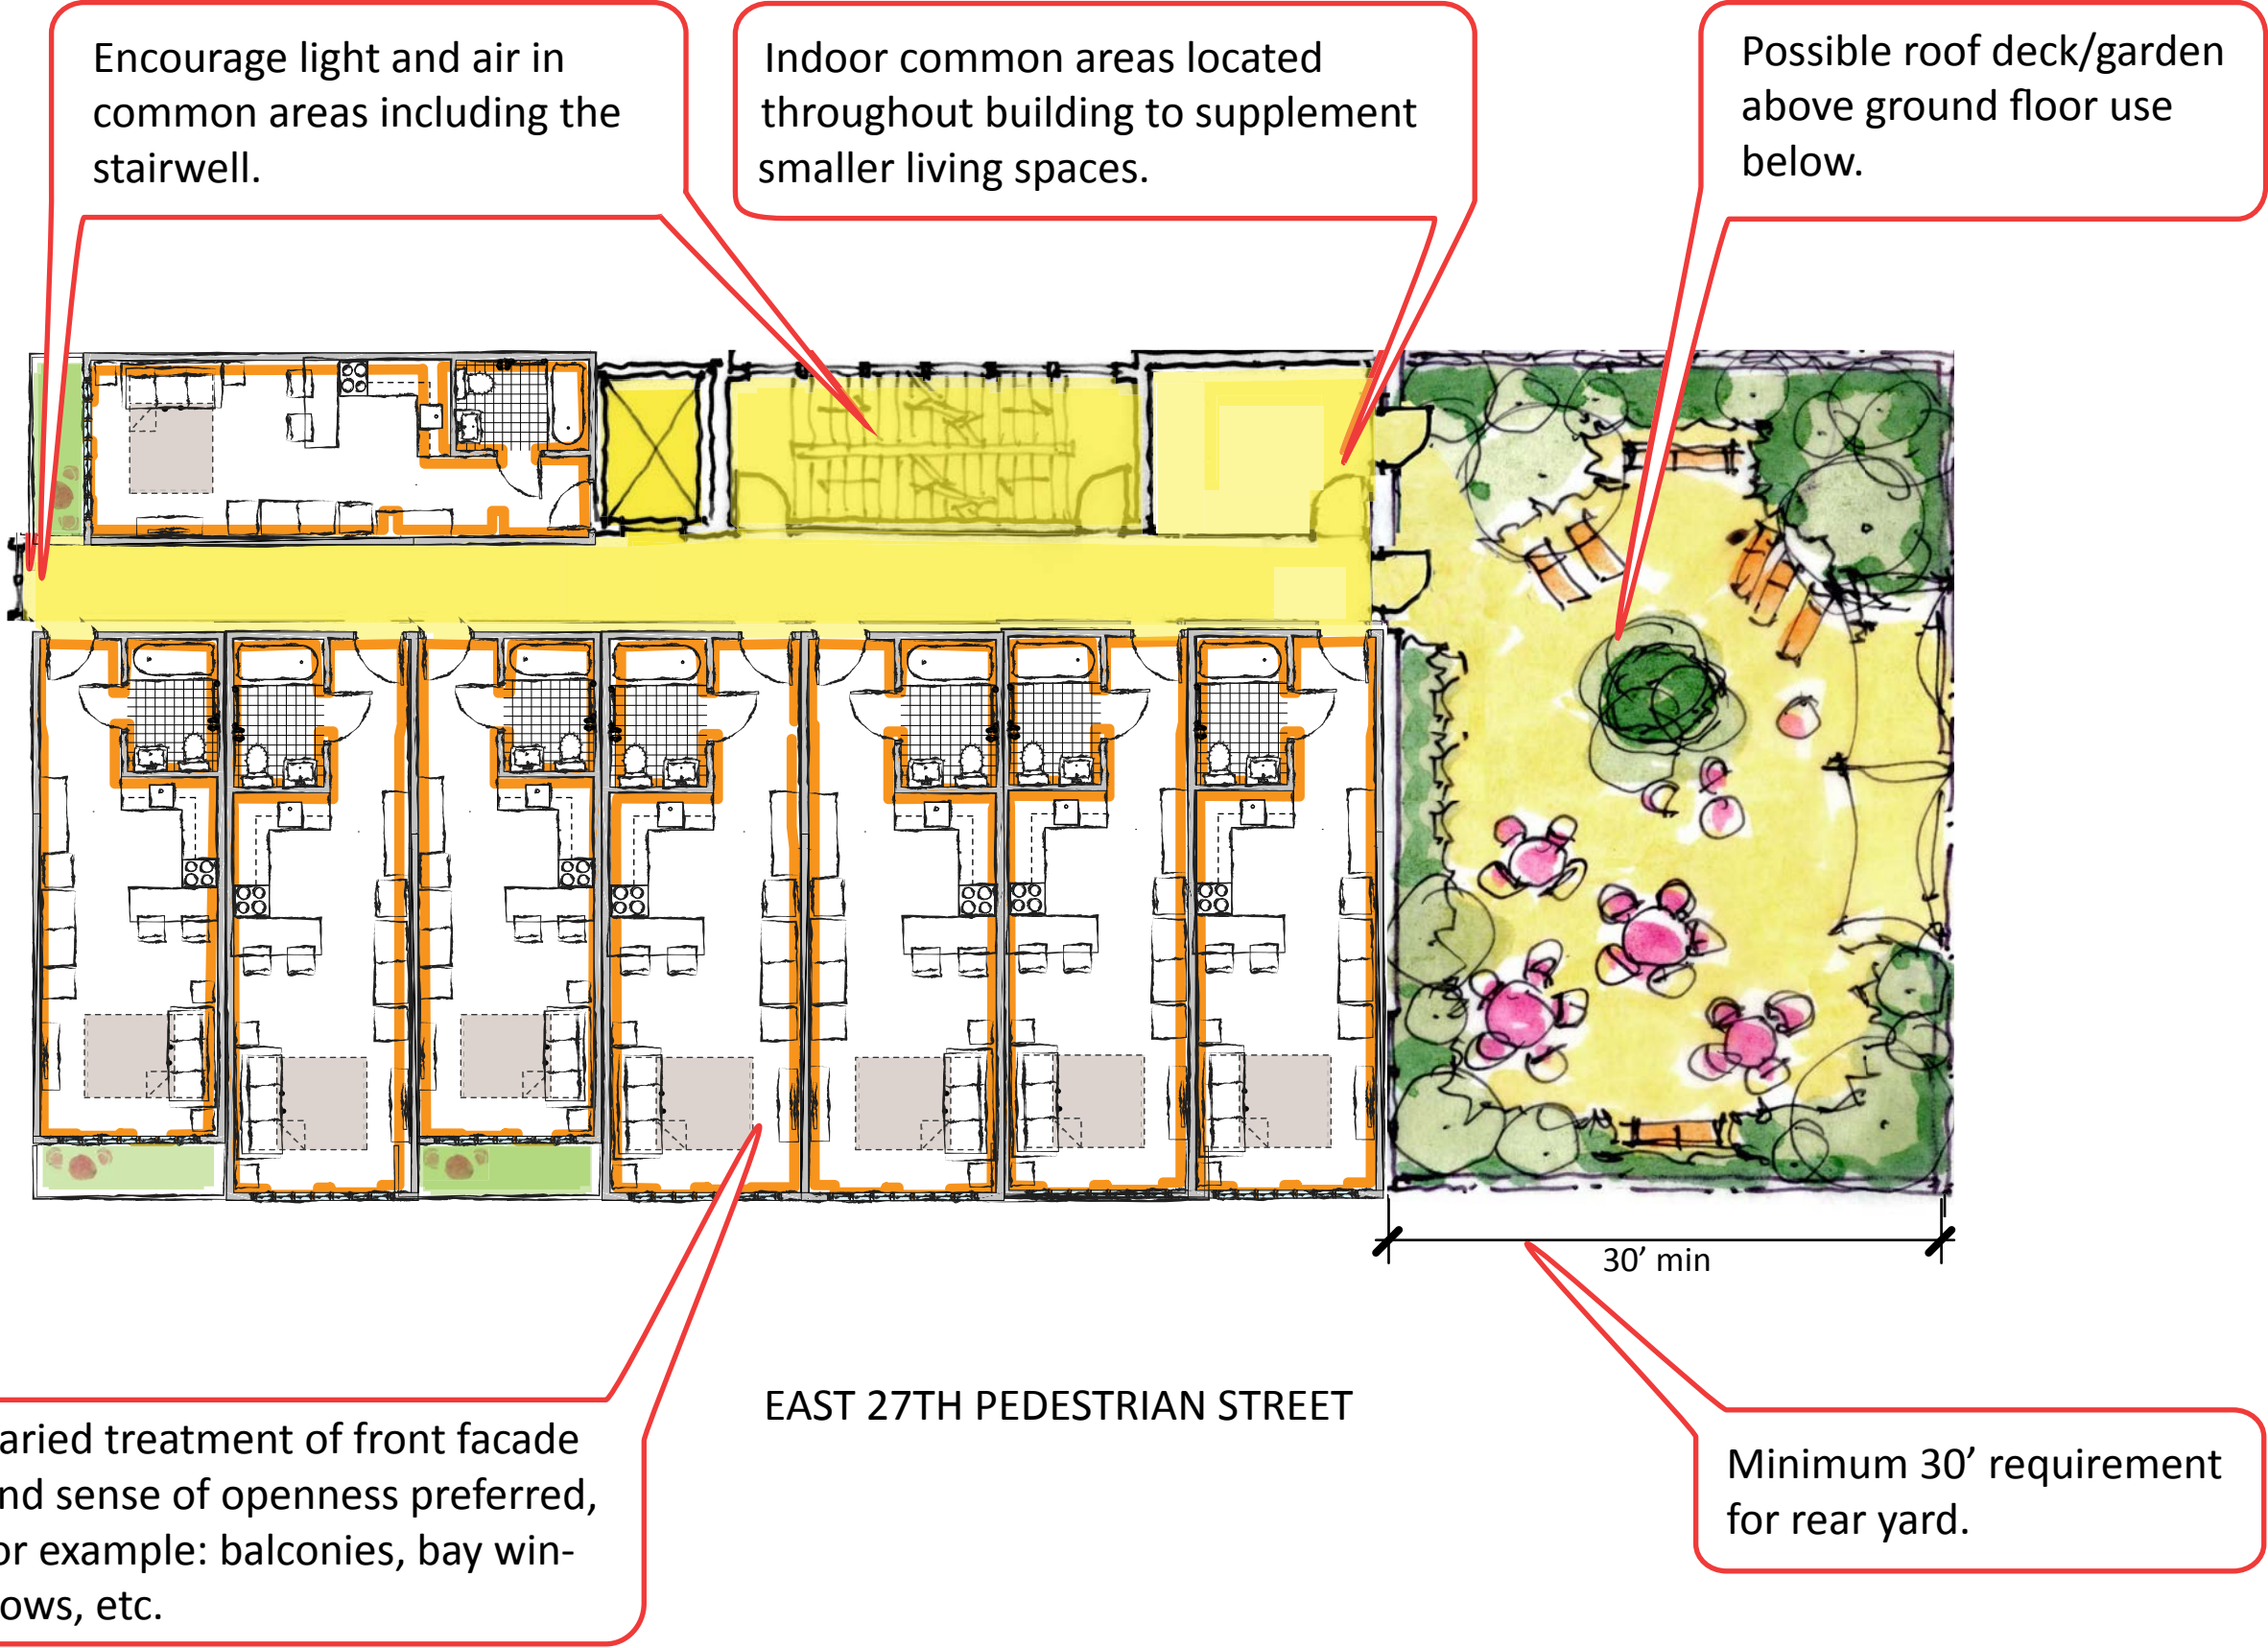 Encourage light and air in
common areas including the
stairwell.
Indoor common areas located
throughout building to supplement
smaller living spaces.
Possible roof deck/garden
above ground floor use
below.
30’ min
EAST 27TH PEDESTRIAN STREET
aried treatment of front facade
nd sense of openness preferred,
or example: balconies, bay win-
ows, etc.
Minimum 30’ requirement
for rear yard.